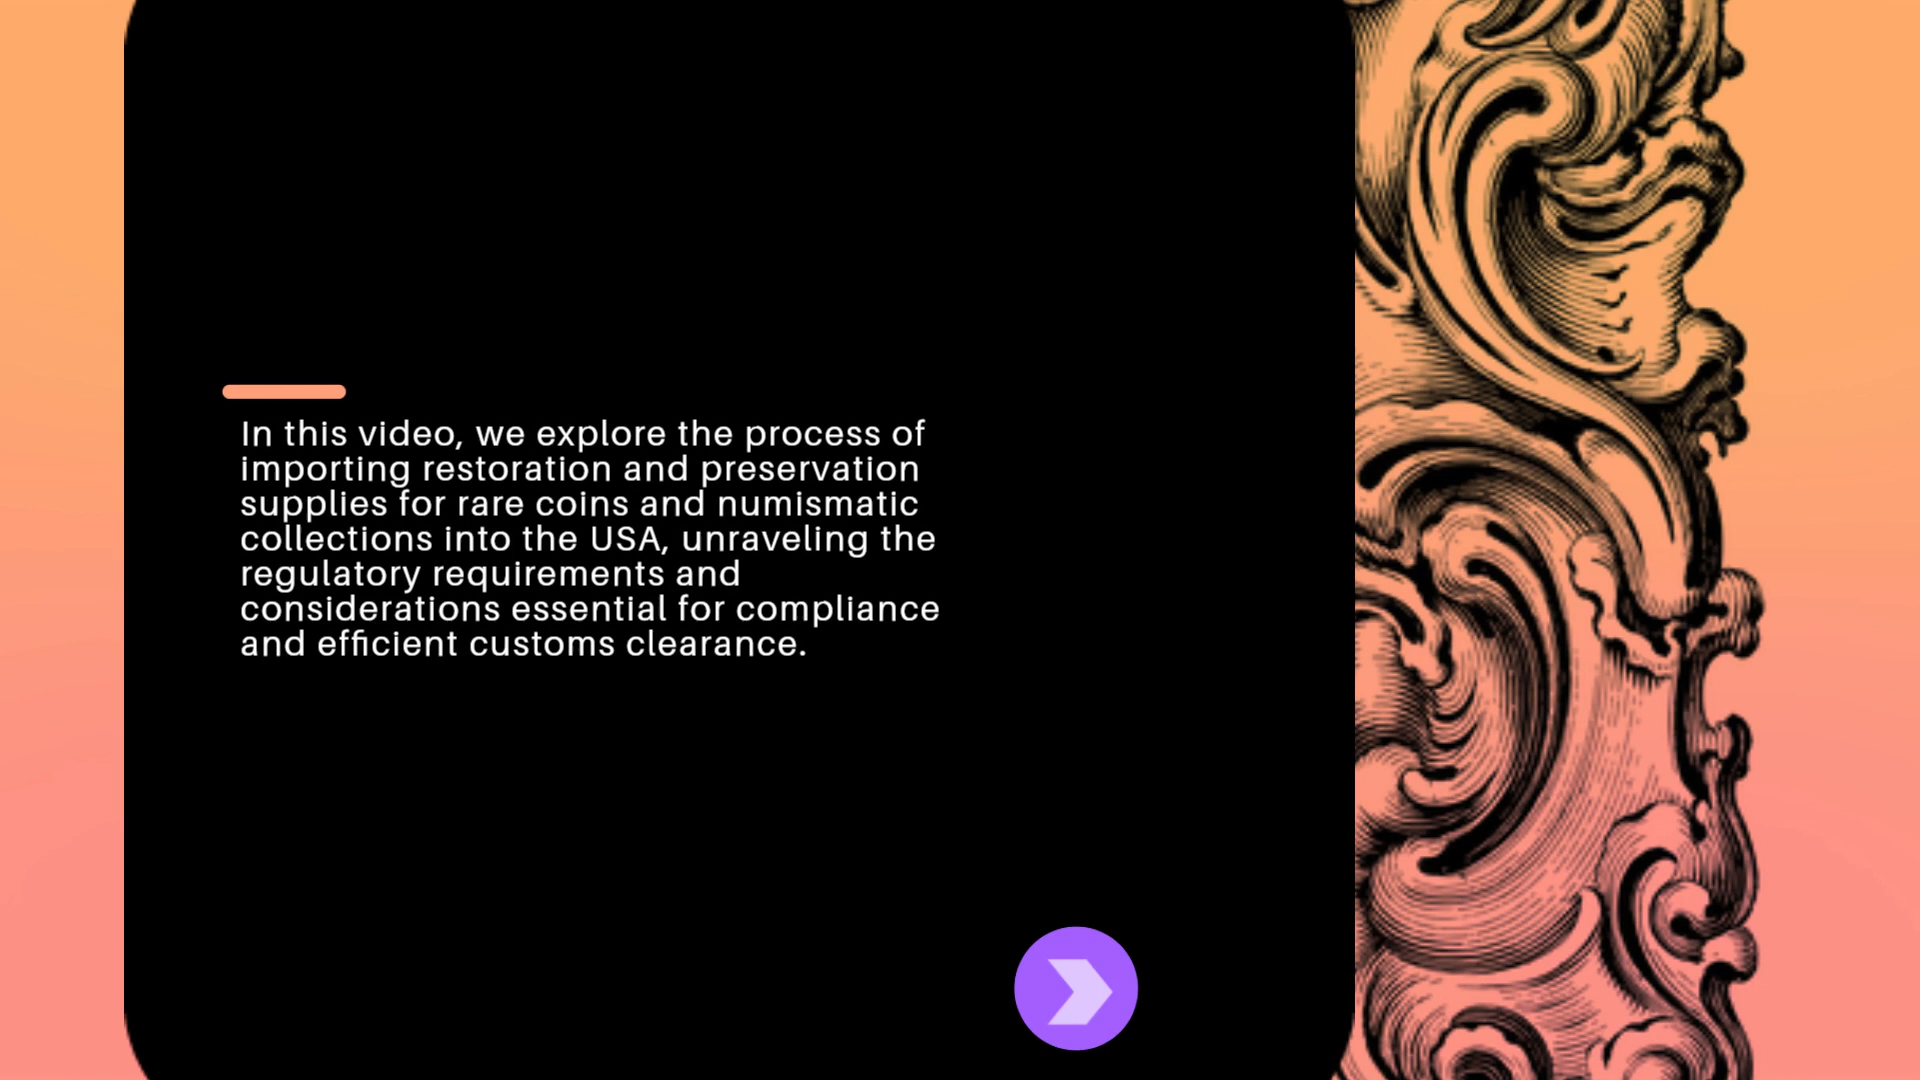 In this video, we explore the process of
importing restoration and preservation
supplies for rare coins and numismatic
collections into the USA, unraveling the
regulatory requirements and
considerations essential for compliance
and efficient customs clearance.